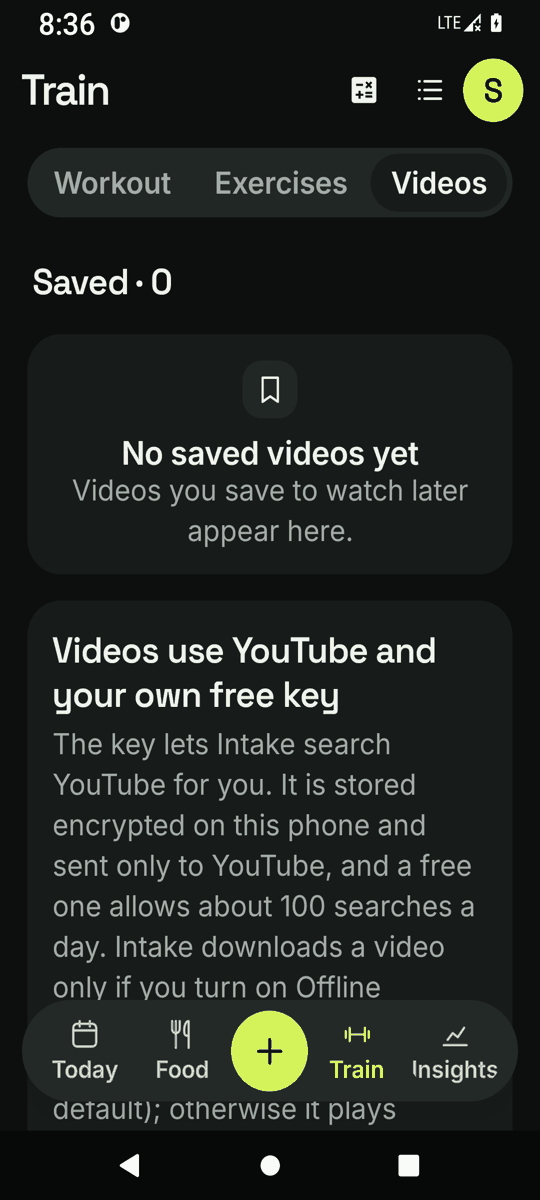 8:36
LTE
Train
S
Workout Exercises Videos
Saved · 0
No saved videos yet
Videos you save to watch later
appear here.
Videos use YouTube and
your own free key
The key lets Intake search
YouTube for you. It is stored
encrypted on this phone and
sent only to YouTube, and a free
one allows about 100 searches a
day. Intake downloads a video
only if you turn on Offline
Today Food + Train Insights
default); otherwise it plays